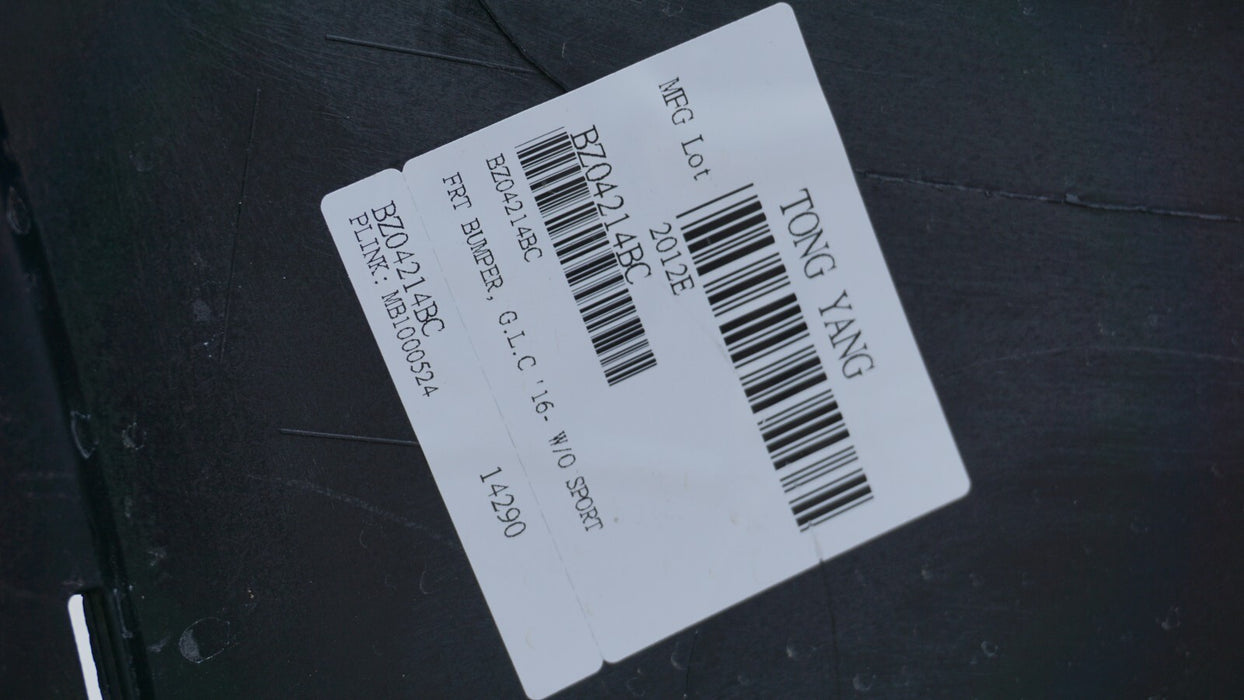 TONG YANG
MFG Lot 2012E
BZ04214BC
BZ04214BC
FRT BUMPER, G.L.C '16- W/O SPORT
BZ04214BC 14290
PLINK: MB1000524